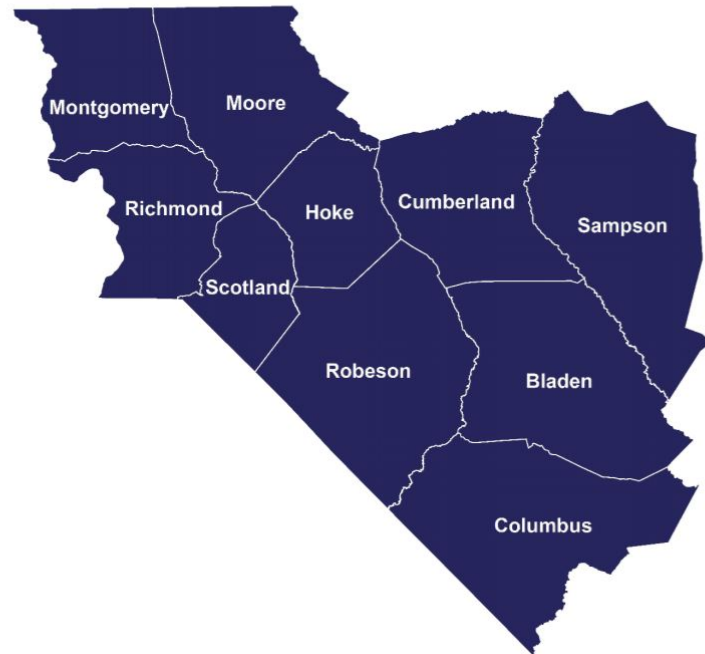 Montgomery
Moore
Richmond
Hoke
Cumberland
Sampson
Scotland
Robeson
Bladen
Columbus